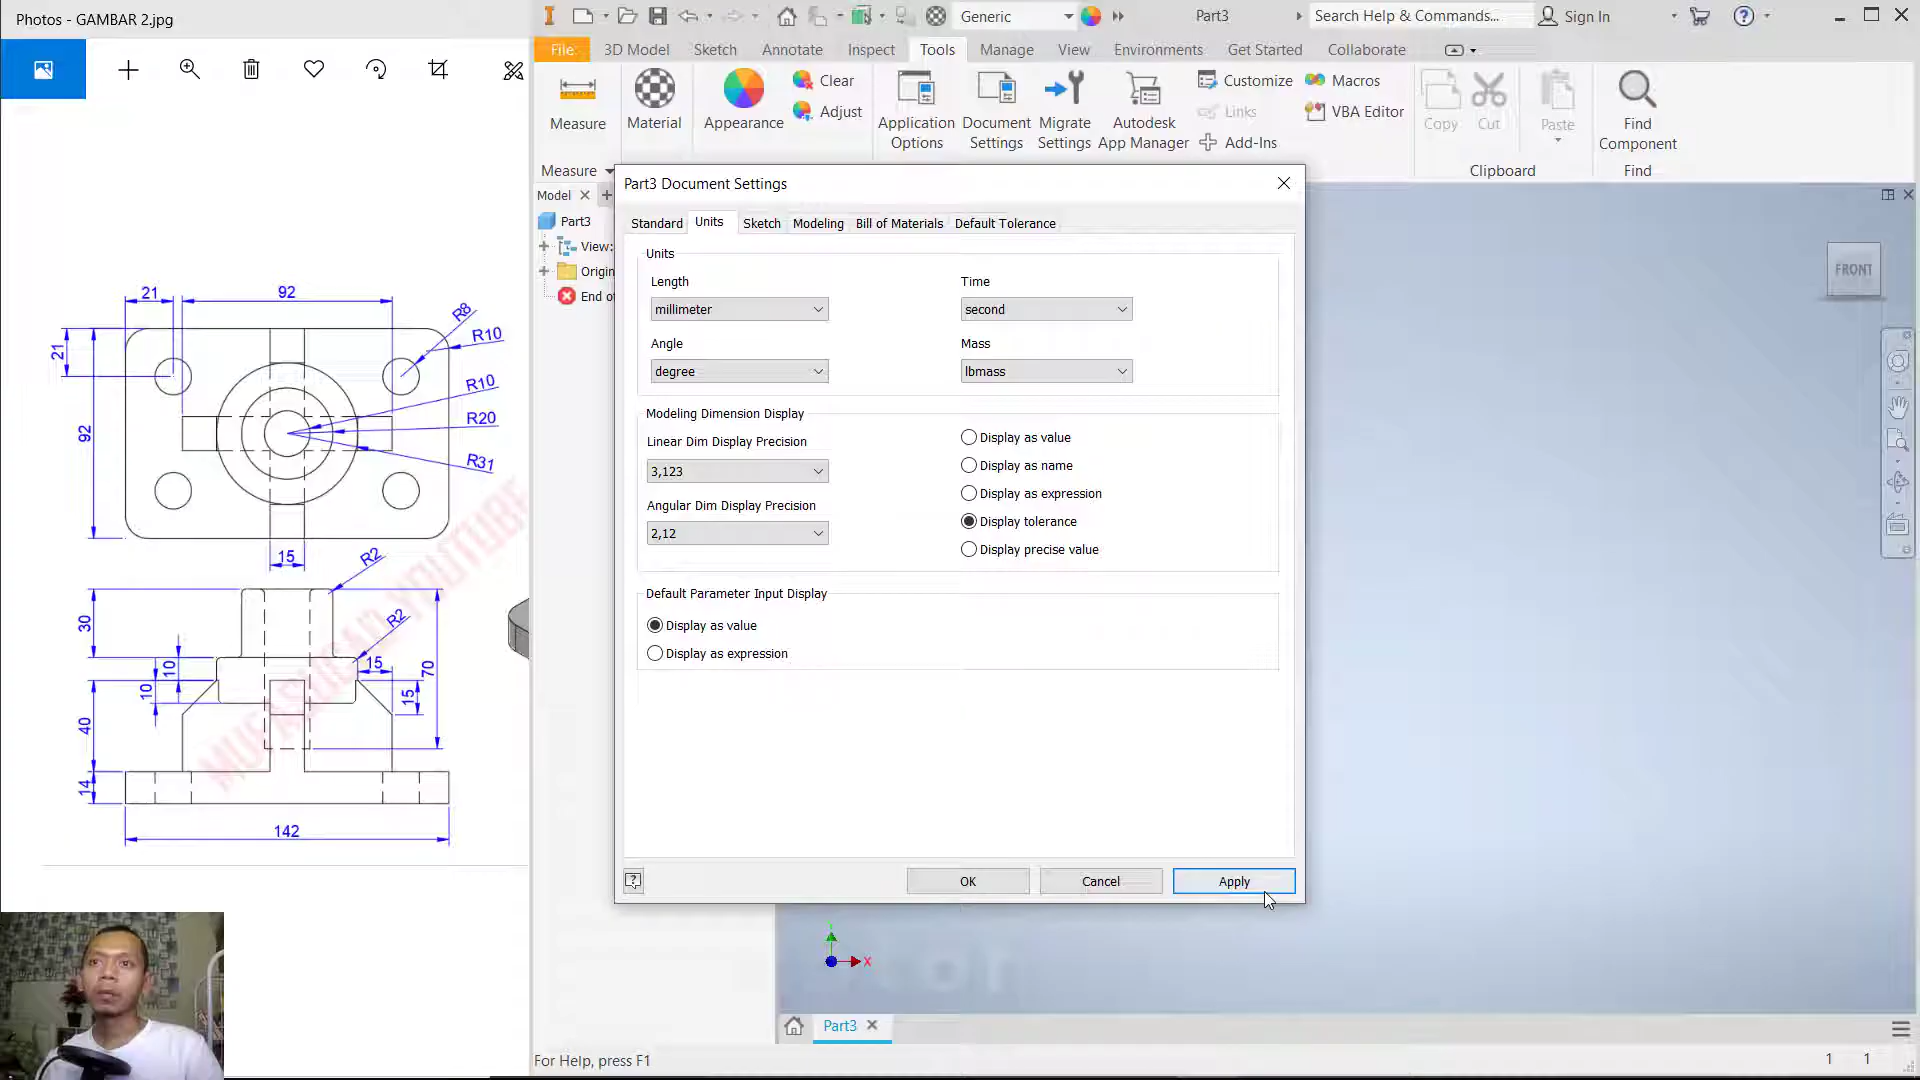 Photos - GAMBAR 2.jpg
Generic
Part3
Search Help & Commands...
Sign In
File
3D Model
Sketch
Annotate
Inspect
Tools
Manage
View
Environments
Get Started
Collaborate
Measure
Material
Appearance
Clear
Adjust
Application
Options
Document
Settings
Migrate
Settings
Autodesk
App Manager
Customize
Links
Add-Ins
Macros
VBA Editor
Copy
Cut
Paste
Find
Component
Measure
Clipboard
Find
Model
Part3
View:
Origin
End of
Part3 Document Settings
Standard
Units
Sketch
Modeling
Bill of Materials
Default Tolerance
Units
Length
millimeter
Time
second
Angle
degree
Mass
lbmass
Modeling Dimension Display
Linear Dim Display Precision
3,123
Angular Dim Display Precision
2,12
Display as value
Display as name
Display as expression
Display tolerance
Display precise value
Default Parameter Input Display
Display as value
Display as expression
OK
Cancel
Apply
FRONT
21
92
R8
R10
21
92
R10
R20
R31
15
R2
30
R2
10
15
70
10
15
40
14
142
MUFASUCAD YOUTUBE
X
Part3
For Help, press F1
1
1